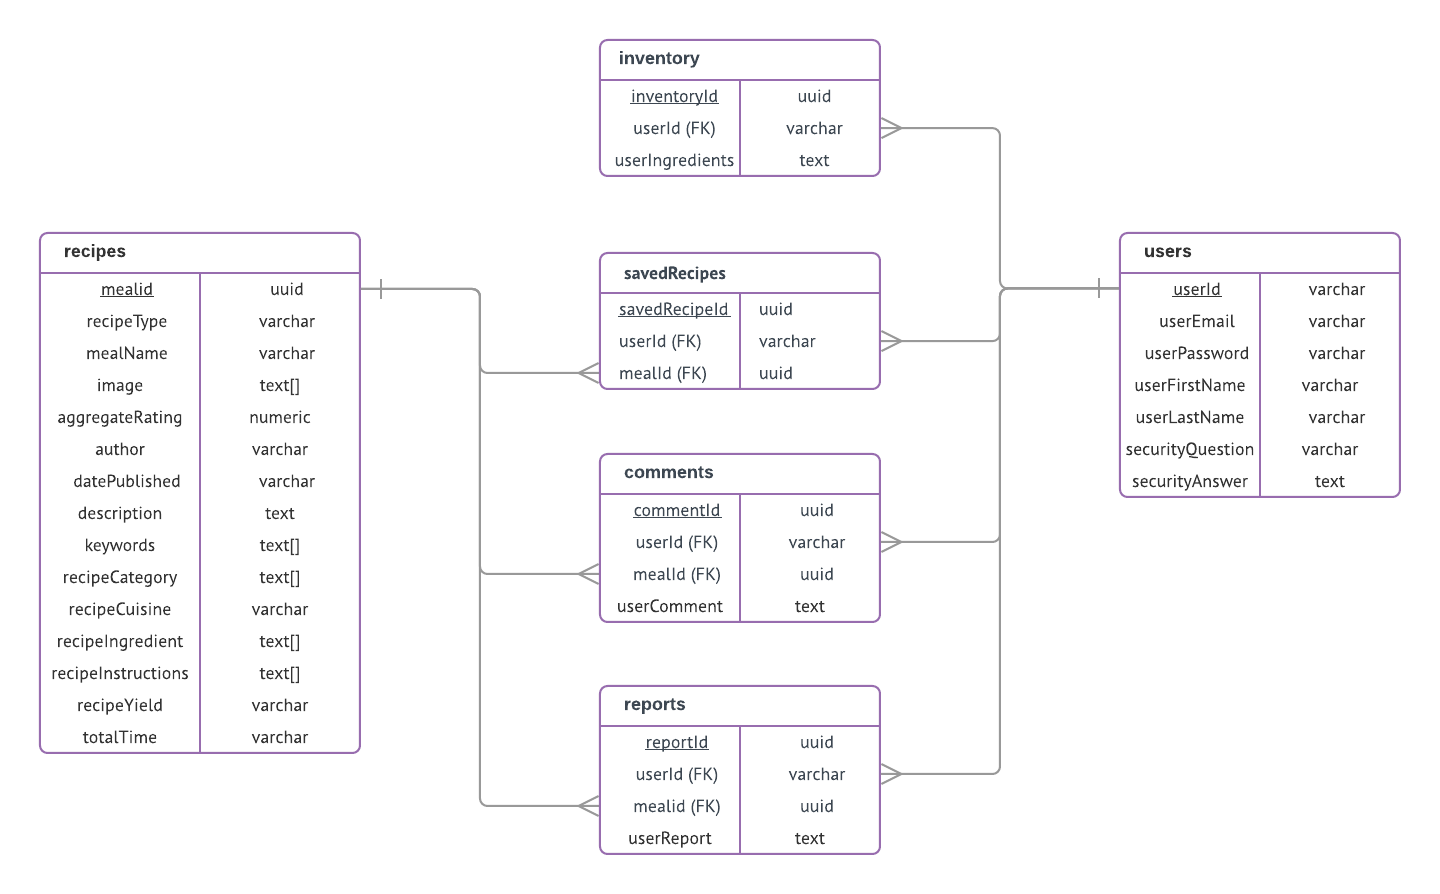 inventory
inventoryId uuid
userId (FK) varchar
userIngredients text
recipes
mealid uuid
recipeType varchar
mealName varchar
image text[]
aggregateRating numeric
author varchar
datePublished varchar
description text
keywords text[]
recipeCategory text[]
recipeCuisine varchar
recipeIngredient text[]
recipeInstructions text[]
recipeYield varchar
totalTime varchar
savedRecipes
savedRecipeId uuid
userId (FK) varchar
mealId (FK) uuid
comments
commentId uuid
userId (FK) varchar
mealId (FK) uuid
userComment text
reports
reportId uuid
userId (FK) varchar
mealid (FK) uuid
userReport text
users
userId varchar
userEmail varchar
userPassword varchar
userFirstName varchar
userLastName varchar
securityQuestion varchar
securityAnswer text